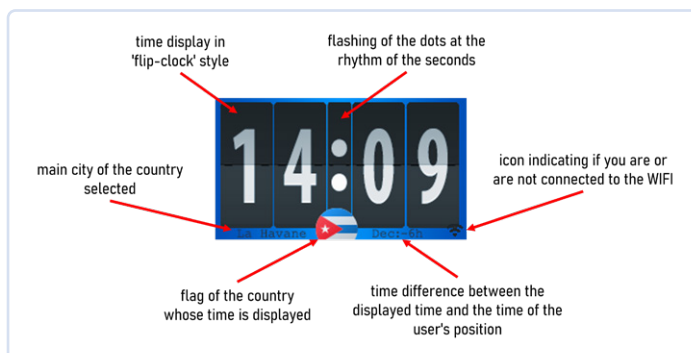 time display in
'flip-clock' style
flashing of the dots at the
rhythm of the seconds
14:09
main city of the country
selected
icon indicating if you are or
are not connected to the WIFI
La Havane
Dec:-6h
flag of the country
whose time is displayed
time difference between the
displayed time and the time of the
user's position